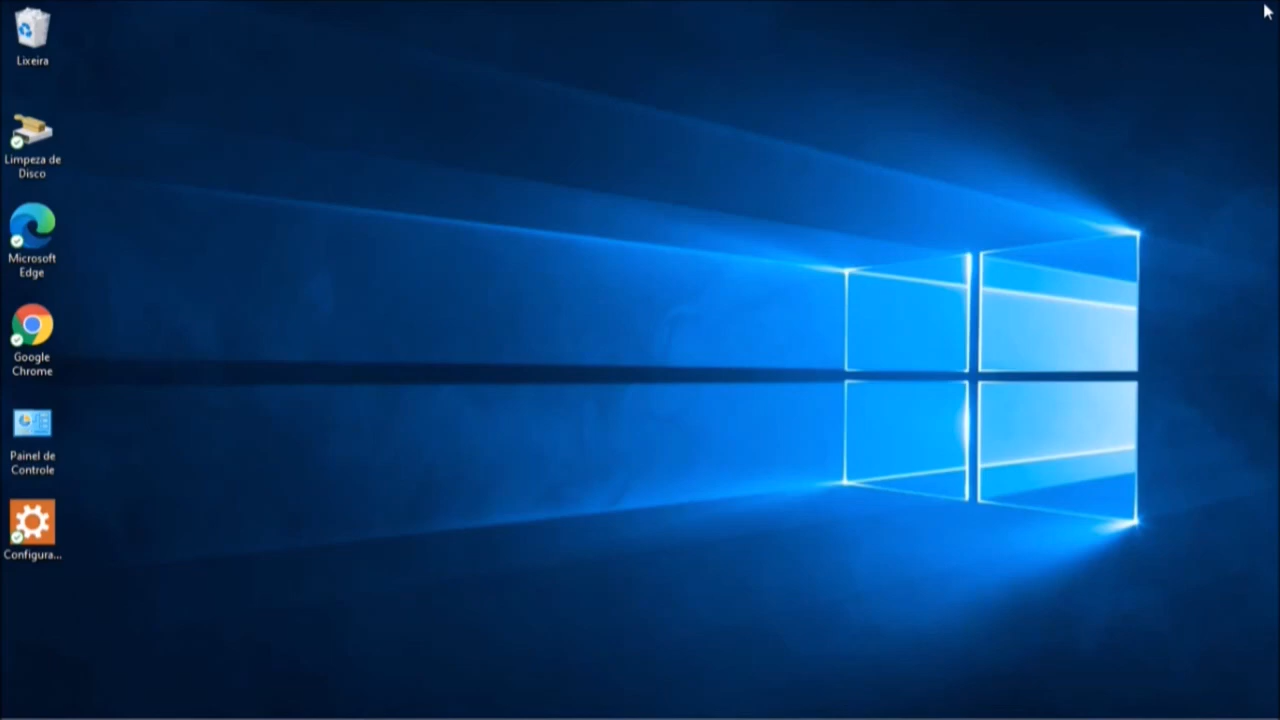 Lixeira
Limpeza de
Disco
Microsoft
Edge
Google
Chrome
Painel de
Controle
Configura...